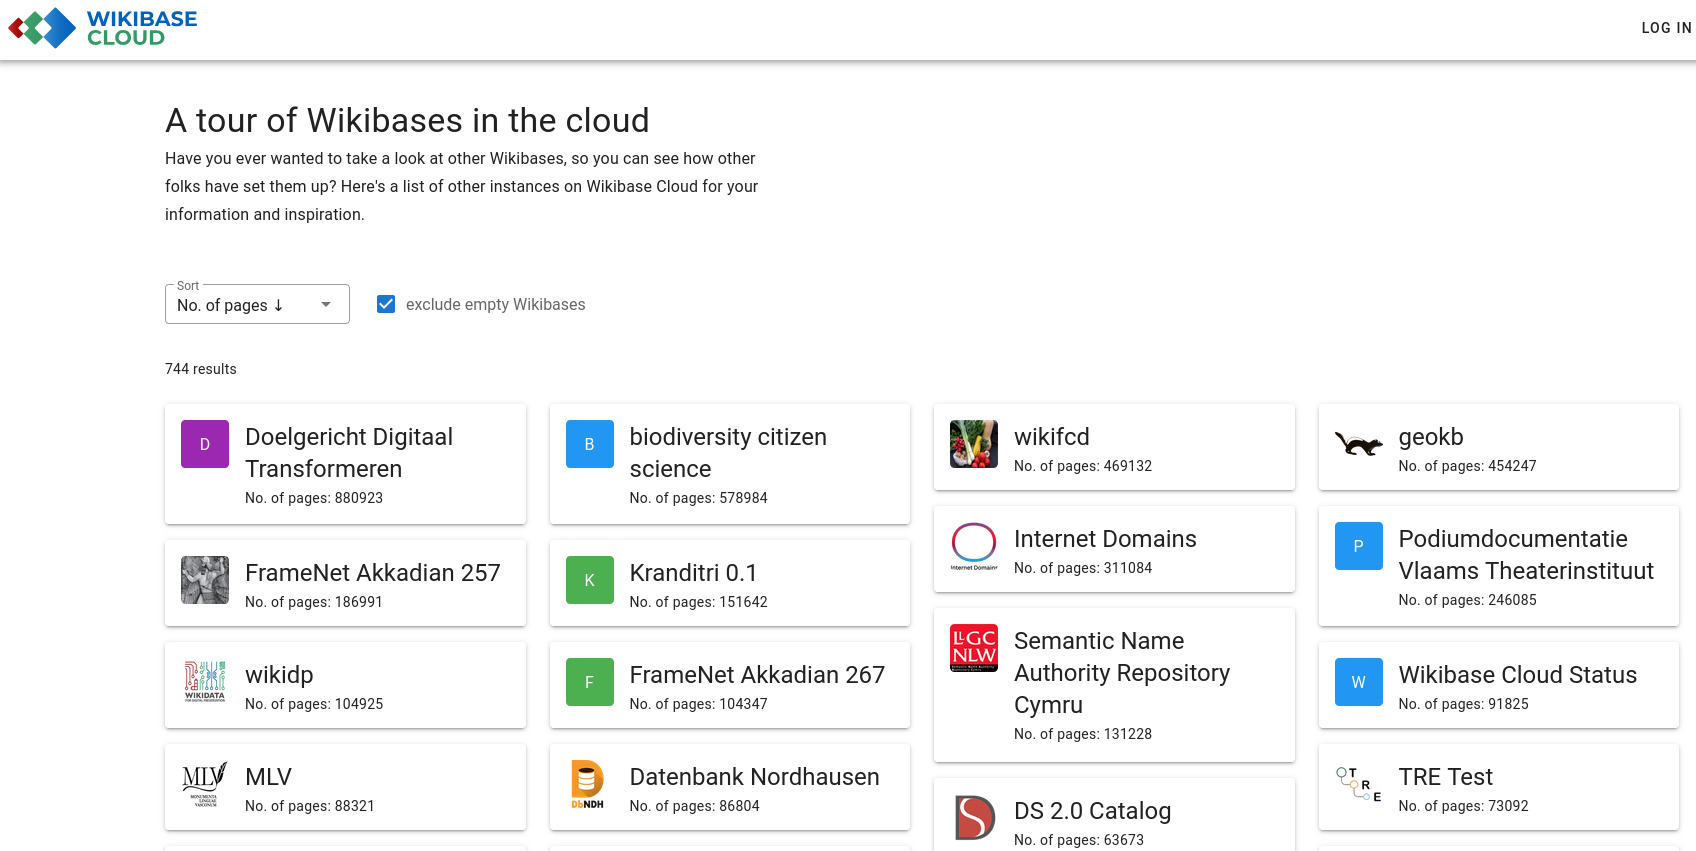 WIKIBASE
CLOUD
LOG IN
A tour of Wikibases in the cloud
Have you ever wanted to take a look at other Wikibases, so you can see how other
folks have set them up? Here's a list of other instances on Wikibase Cloud for your
information and inspiration.
Sort
No. of pages ↓
exclude empty Wikibases
744 results
D
Doelgericht Digitaal
Transformeren
No. of pages: 880923
B
biodiversity citizen
science
No. of pages: 578984
wikifcd
No. of pages: 469132
geokb
No. of pages: 454247
Internet Domains
Internet Domains
No. of pages: 311084
P
Podiumdocumentatie
Vlaams Theaterinstituut
No. of pages: 246085
FrameNet Akkadian 257
No. of pages: 186991
K
Kranditri 0.1
No. of pages: 151642
LLGC
NLW
Semantic Name
Authority Repository
Cymru
No. of pages: 131228
WIKIDATA
wikidp
No. of pages: 104925
F
FrameNet Akkadian 267
No. of pages: 104347
W
Wikibase Cloud Status
No. of pages: 91825
MLV
MONUMENTA
LINGUAE
VASCONUM
MLV
No. of pages: 88321
DbNDH
Datenbank Nordhausen
No. of pages: 86804
TRE
TRE Test
No. of pages: 73092
DS 2.0 Catalog
No. of pages: 63673